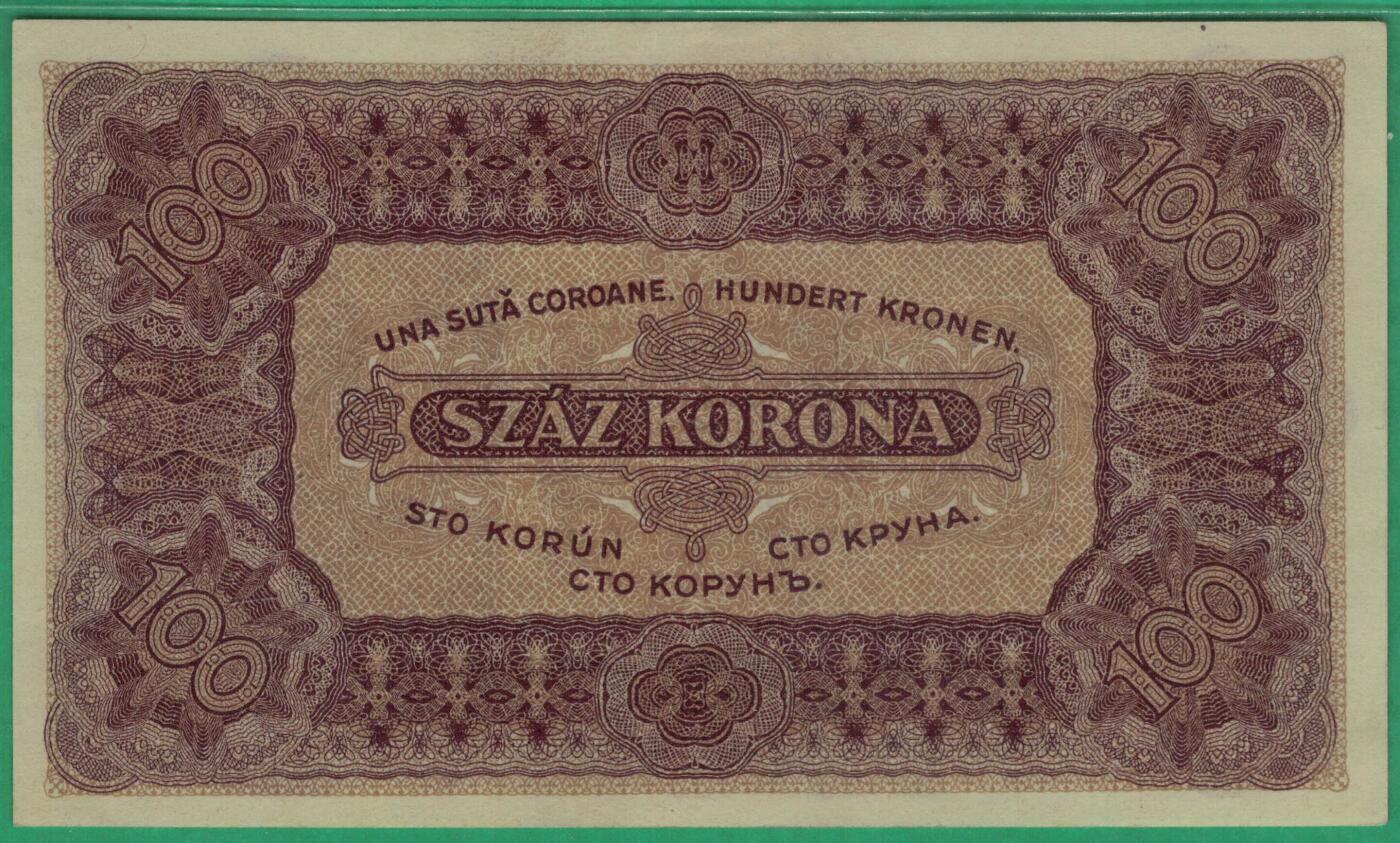 100
100
UNA SUTĂ COROANE. HUNDERT KRONEN.
SZÁZ KORONA
STO KORÚN
СТО КРУНА.
СТО КОРУНЪ.
100
100